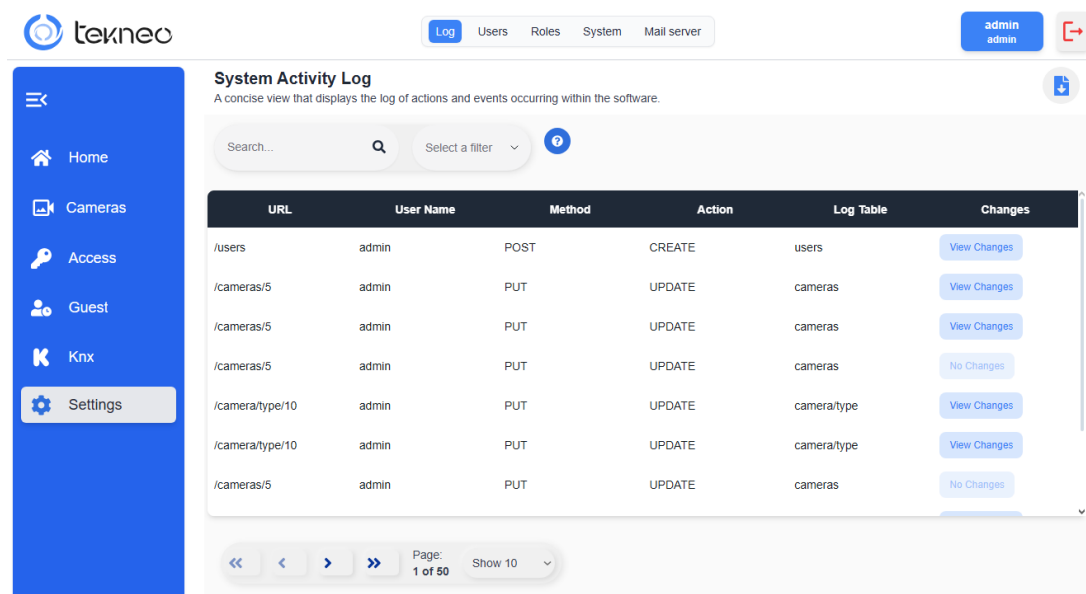 tekneo
Log Users Roles System Mail server
admin
admin
Home
Cameras
Access
Guest
Knx
Settings
System Activity Log
A concise view that displays the log of actions and events occurring within the software.
Search... Select a filter ?
URL User Name Method Action Log Table Changes
/users admin POST CREATE users View Changes
/cameras/5 admin PUT UPDATE cameras View Changes
/cameras/5 admin PUT UPDATE cameras View Changes
/cameras/5 admin PUT UPDATE cameras No Changes
/camera/type/10 admin PUT UPDATE camera/type View Changes
/camera/type/10 admin PUT UPDATE camera/type View Changes
/cameras/5 admin PUT UPDATE cameras No Changes
Page:
1 of 50
Show 10